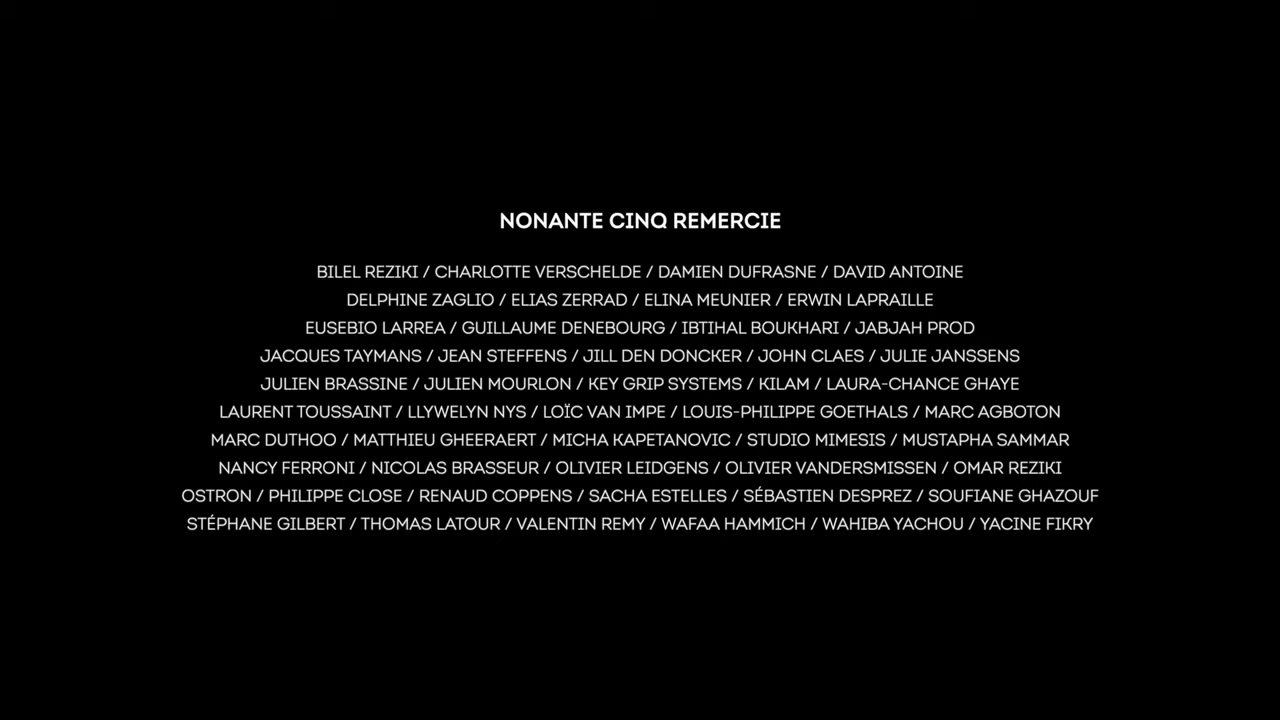 NONANTE CINQ REMERCIE
BILEL REZIKI / CHARLOTTE VERSCHELDE / DAMIEN DUFRASNE / DAVID ANTOINE
DELPHINE ZAGLIO / ELIAS ZERRAD / ELINA MEUNIER / ERWIN LAPRAILLE
EUSEBIO LARREA / GUILLAUME DENEBOURG / IBTIHAL BOUKHARI / JABJAH PROD
JACQUES TAYMANS / JEAN STEFFENS / JILL DEN DONCKER / JOHN CLAES / JULIE JANSSENS
JULIEN BRASSINE / JULIEN MOURLON / KEY GRIP SYSTEMS / KILAM / LAURA-CHANCE GHAYE
LAURENT TOUSSAINT / LLYWELYN NYS / LOÏC VAN IMPE / LOUIS-PHILIPPE GOETHALS / MARC AGBOTON
MARC DUTHOO / MATTHIEU GHEERAERT / MICHA KAPETANOVIC / STUDIO MIMESIS / MUSTAPHA SAMMAR
NANCY FERRONI / NICOLAS BRASSEUR / OLIVIER LEIDGENS / OLIVIER VANDERSMISSEN / OMAR REZIKI
OSTRON / PHILIPPE CLOSE / RENAUD COPPENS / SACHA ESTELLES / SÉBASTIEN DESPREZ / SOUFIANE GHAZOUF
STÉPHANE GILBERT / THOMAS LATOUR / VALENTIN REMY / WAFAA HAMMICH / WAHIBA YACHOU / YACINE FIKRY